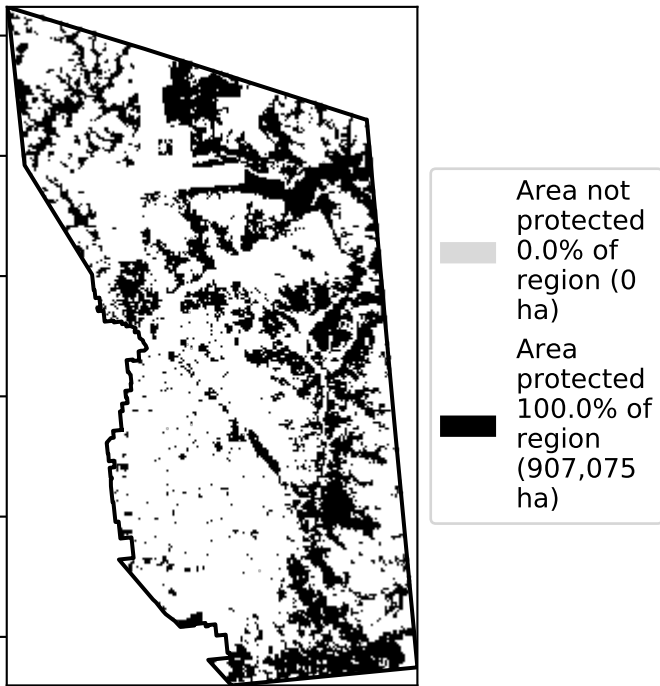 Area not
protected
0.0% of
region (0
ha)
Area
protected
100.0% of
region
(907,075
ha)